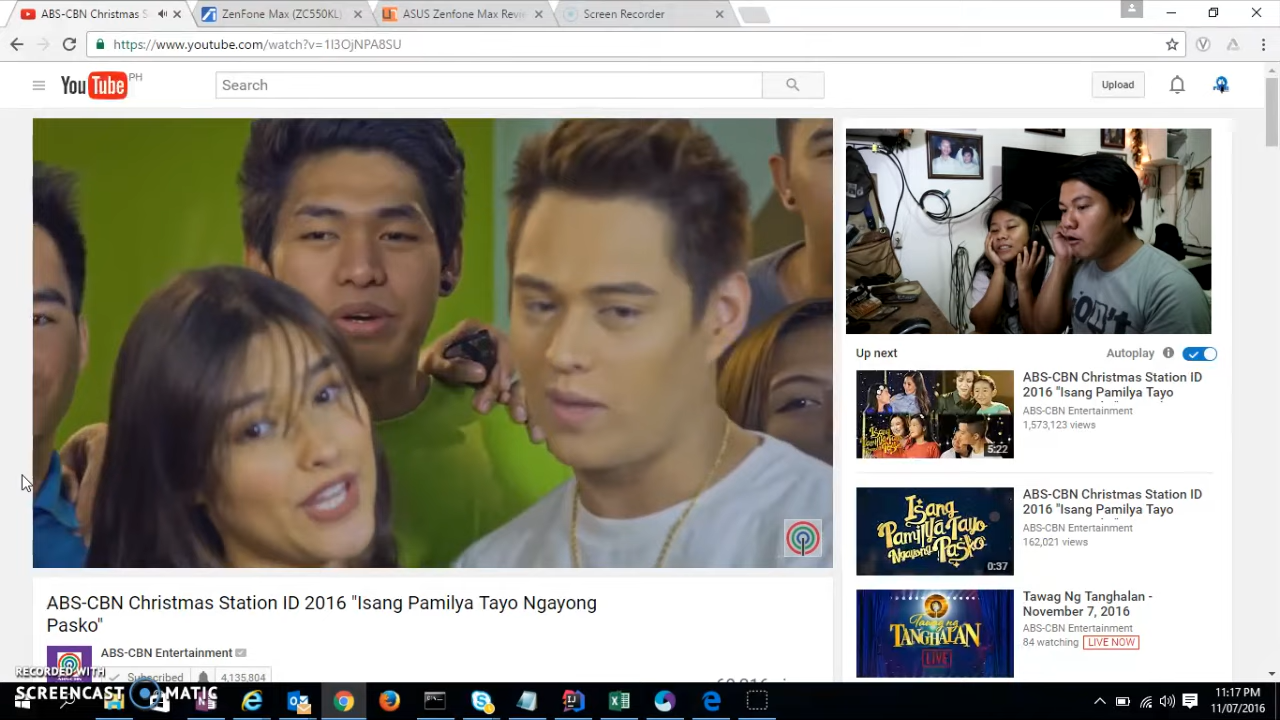 ABS-CBN Christmas S
ZenFone Max (ZC550KL)
ASUS Zenfone Max Revi
Screen Recorder
https://www.youtube.com/watch?v=1I3OjNPA8SU
YouTube PH
Search
Upload
Up next
Autoplay
ABS-CBN Christmas Station ID
2016 "Isang Pamilya Tayo
ABS-CBN Entertainment
1,573,123 views
5:22
Isang
Pamilya Tayo
Ngayong Pasko
0:37
ABS-CBN Christmas Station ID
2016 "Isang Pamilya Tayo
ABS-CBN Entertainment
162,021 views
Tawag ng
TANGHALAN
LIVE
Tawag Ng Tanghalan -
November 7, 2016
ABS-CBN Entertainment
84 watching LIVE NOW
ABS-CBN Christmas Station ID 2016 "Isang Pamilya Tayo Ngayong
Pasko"
ABS-CBN Entertainment
Subscribed
RECORDED WITH
SCREENCAST MATIC
11:17 PM
11/07/2016